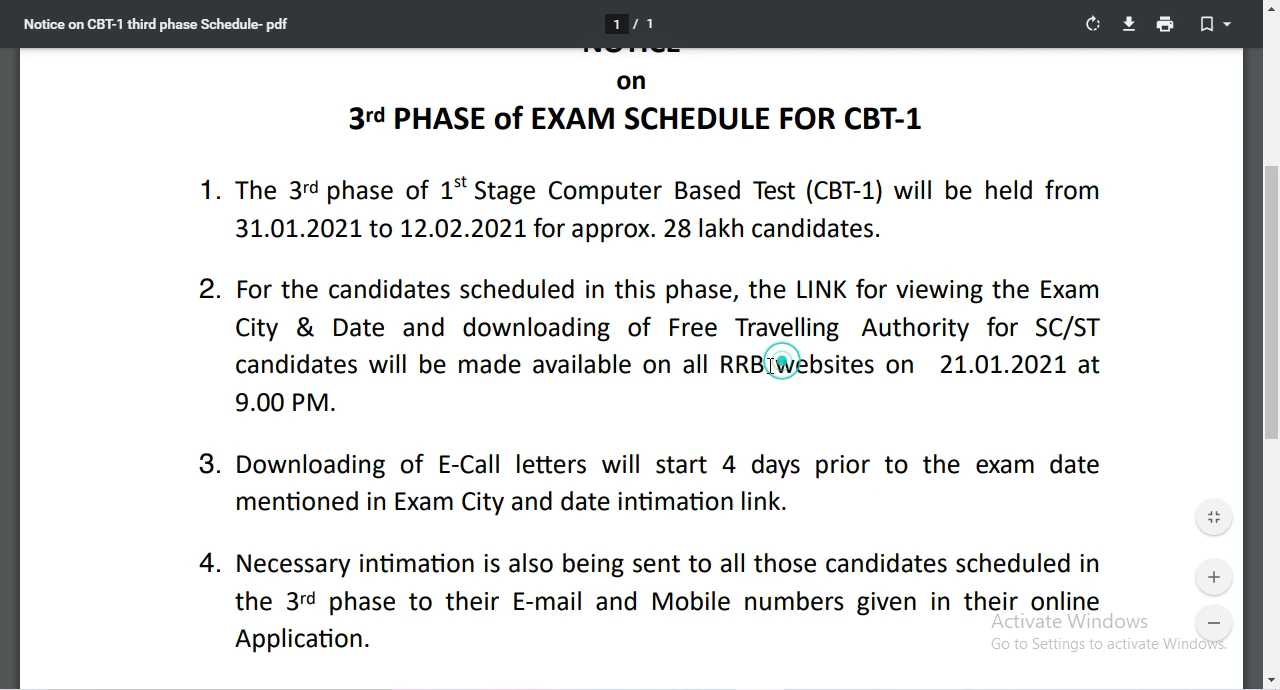 Notice on CBT-1 third phase Schedule- pdf
1 / 1
NOTICE
on
3rd PHASE of EXAM SCHEDULE FOR CBT-1
1. The 3rd phase of 1st Stage Computer Based Test (CBT-1) will be held from
31.01.2021 to 12.02.2021 for approx. 28 lakh candidates.
2. For the candidates scheduled in this phase, the LINK for viewing the Exam
City & Date and downloading of Free Travelling Authority for SC/ST
candidates will be made available on all RRB websites on 21.01.2021 at
9.00 PM.
3. Downloading of E-Call letters will start 4 days prior to the exam date
mentioned in Exam City and date intimation link.
4. Necessary intimation is also being sent to all those candidates scheduled in
the 3rd phase to their E-mail and Mobile numbers given in their online
Application.
Activate Windows
Go to Settings to activate Windows.